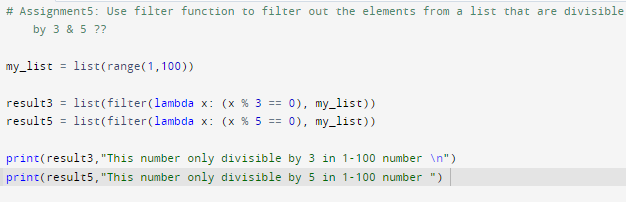 # Assignment5: Use filter function to filter out the elements from a list that are divisible
by 3 & 5 ??
my_list = list(range(1,100))
result3 = list(filter(lambda x: (x % 3 == 0), my_list))
result5 = list(filter(lambda x: (x % 5 == 0), my_list))
print(result3,"This number only divisible by 3 in 1-100 number \n")
print(result5,"This number only divisible by 5 in 1-100 number ")